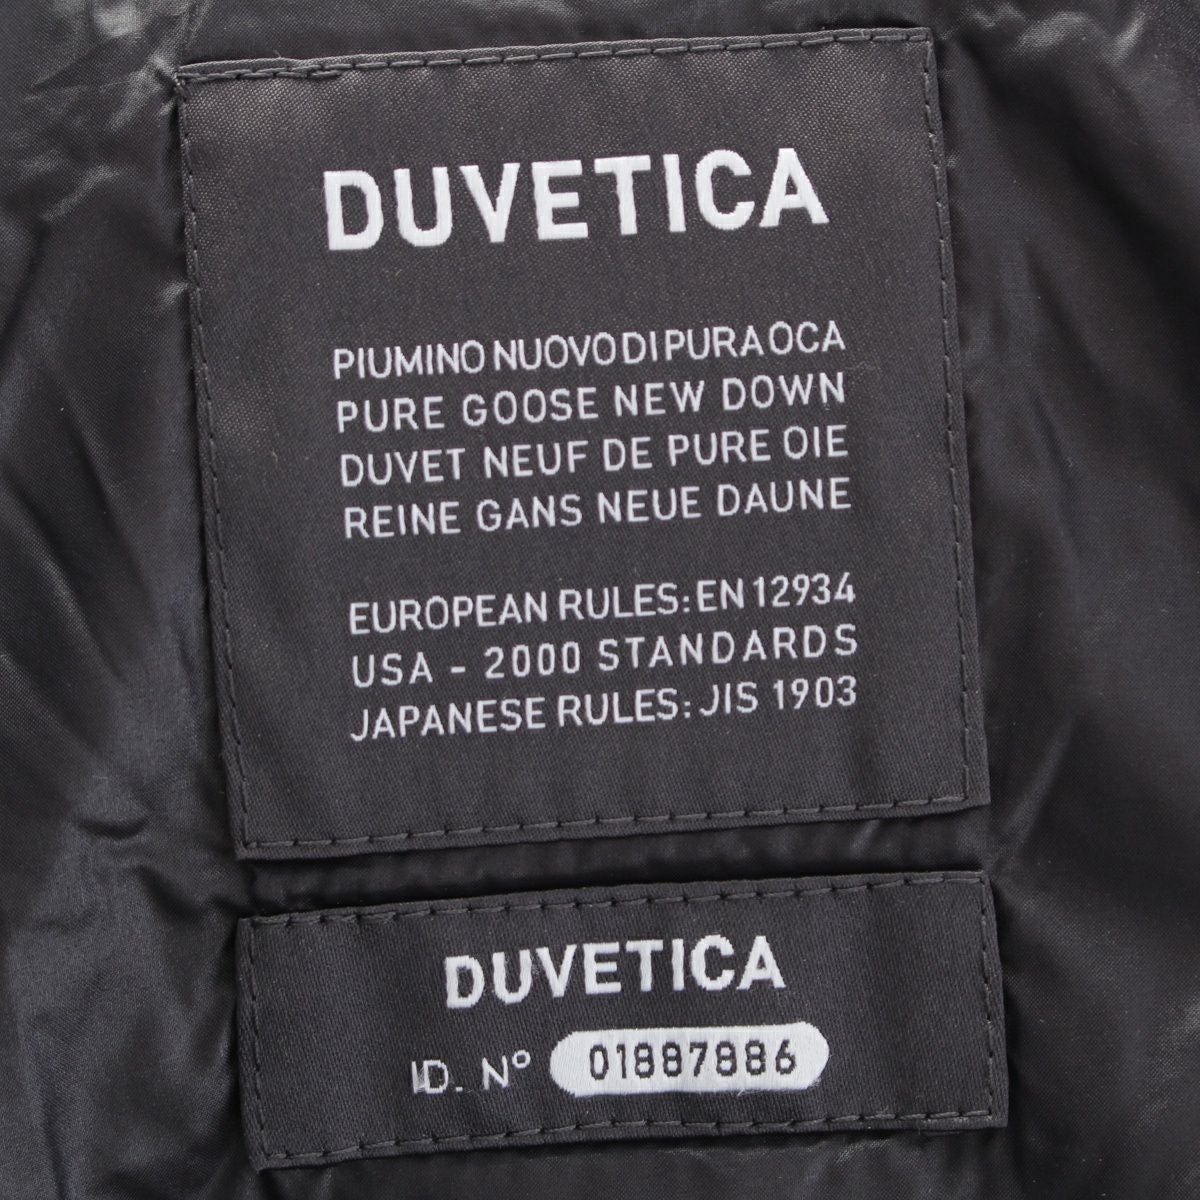 DUVETICA
PIUMINO NUOVO DI PURA OCA
PURE GOOSE NEW DOWN
DUVET NEUF DE PURE OIE
REINE GANS NEUE DAUNE
EUROPEAN RULES: EN 12934
USA - 2000 STANDARDS
JAPANESE RULES: JIS 1903
DUVETICA
ID. Nº 01887886